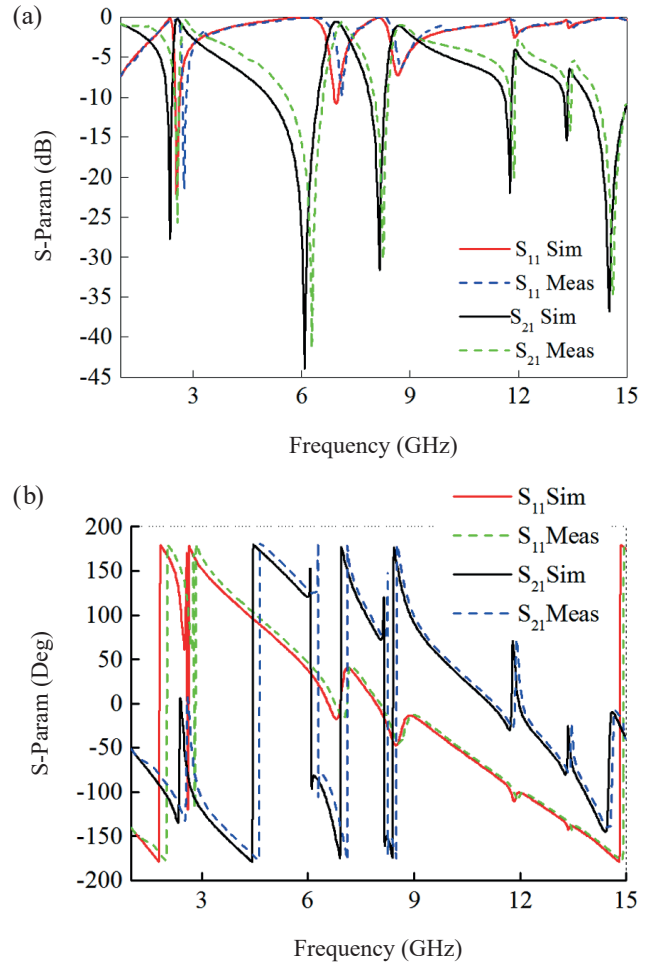 (a)
0
-5
-10
-15
-20
-25
-30
-35
-40
-45
S-Param (dB)
S11 Sim
S11 Meas
S21 Sim
S21 Meas
3
6
9
12
15
Frequency (GHz)
(b)
S11Sim
S11Meas
S21Sim
S21Meas
200
150
100
50
0
-50
-100
-150
-200
S-Param (Deg)
3
6
9
12
15
Frequency (GHz)